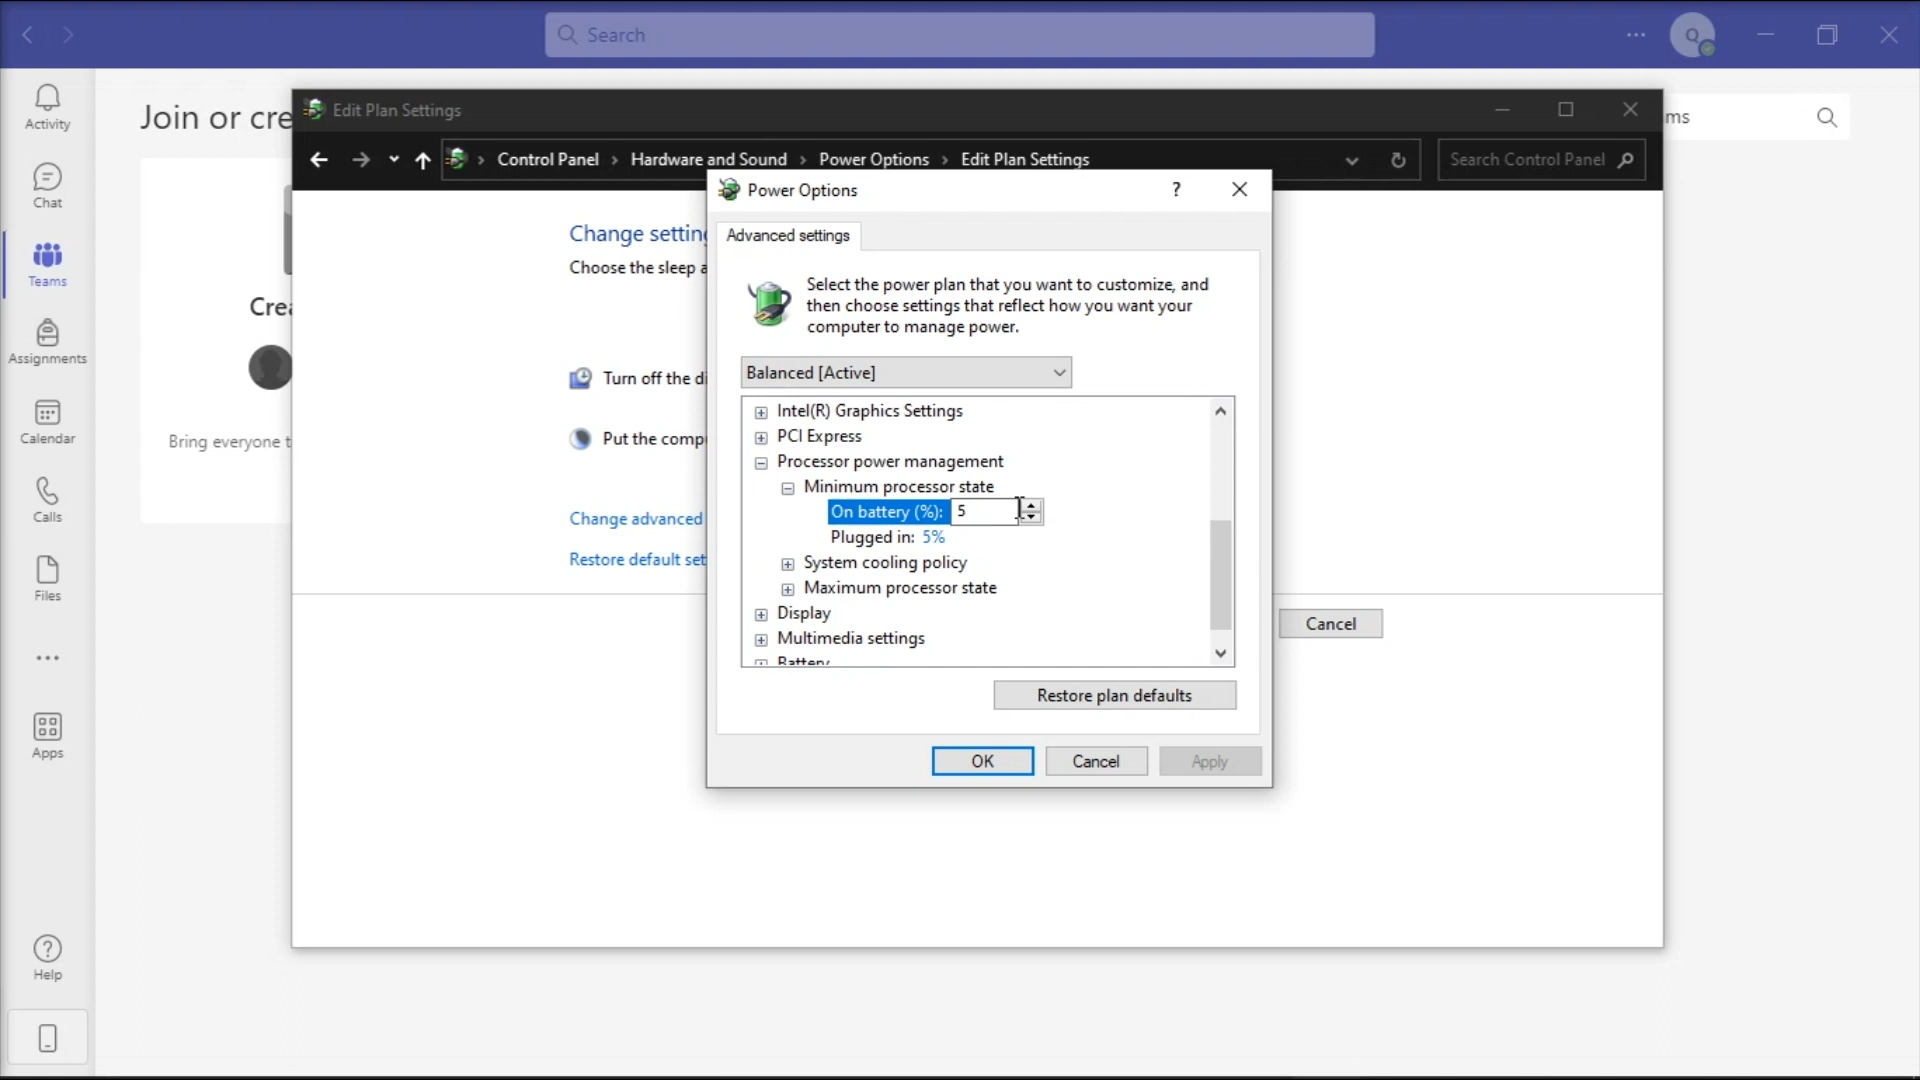 Search
Q
Activity
Chat
Teams
Assignments
Calendar
Calls
Files
Apps
Help
Join or cre
ms
Crea
Bring everyone t
Edit Plan Settings
Control Panel > Hardware and Sound > Power Options > Edit Plan Settings
Search Control Panel
Change setting
Choose the sleep a
Turn off the di
Put the compu
Change advanced
Restore default set
Cancel
Power Options
?
Advanced settings
Select the power plan that you want to customize, and
then choose settings that reflect how you want your
computer to manage power.
Balanced [Active]
Intel(R) Graphics Settings
PCI Express
Processor power management
Minimum processor state
On battery (%): 5
Plugged in: 5%
System cooling policy
Maximum processor state
Display
Multimedia settings
Battery
Restore plan defaults
OK
Cancel
Apply